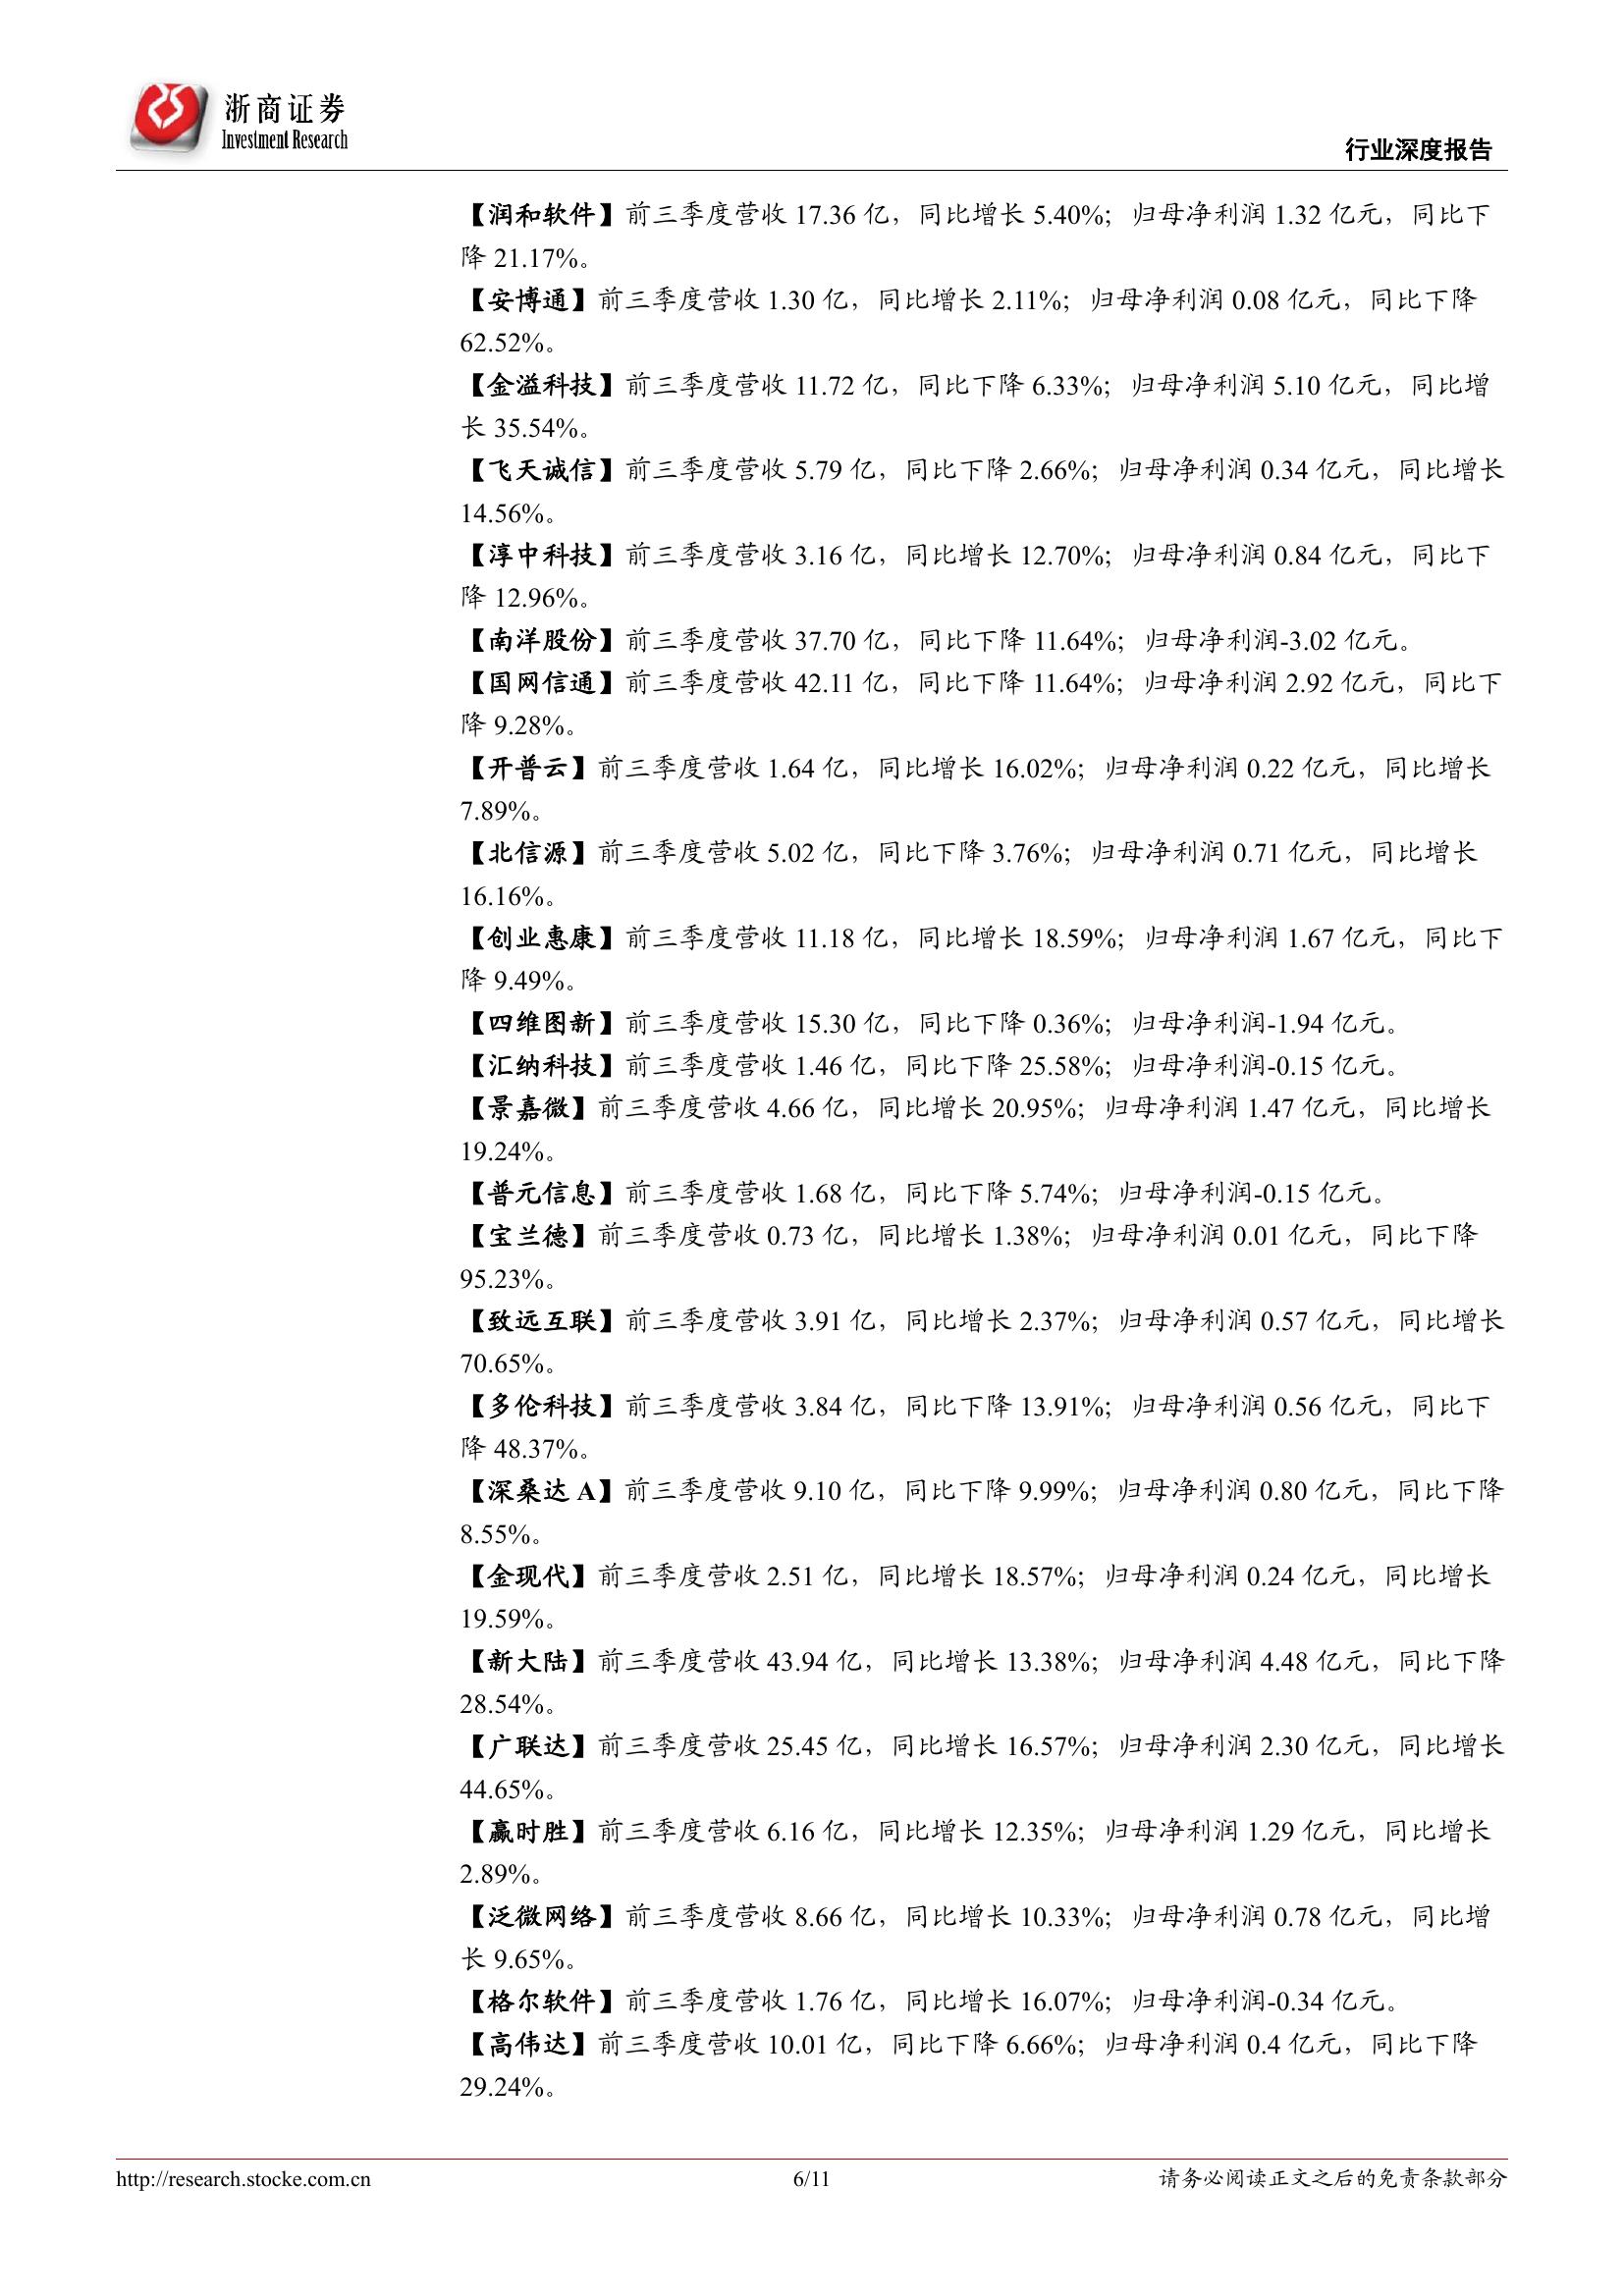 浙商证券
Investment Research
行业深度报告
【润和软件】前三季度营收 17.36 亿，同比增长 5.40%；归母净利润 1.32 亿元，同比下
降 21.17%。
【安博通】前三季度营收 1.30 亿，同比增长 2.11%；归母净利润 0.08 亿元，同比下降
62.52%。
【金溢科技】前三季度营收 11.72 亿，同比下降 6.33%；归母净利润 5.10 亿元，同比增
长 35.54%。
【飞天诚信】前三季度营收 5.79 亿，同比下降 2.66%；归母净利润 0.34 亿元，同比增长
14.56%。
【淳中科技】前三季度营收 3.16 亿，同比增长 12.70%；归母净利润 0.84 亿元，同比下
降 12.96%。
【南洋股份】前三季度营收 37.70 亿，同比下降 11.64%；归母净利润-3.02 亿元。
【国网信通】前三季度营收 42.11 亿，同比下降 11.64%；归母净利润 2.92 亿元，同比下
降 9.28%。
【开普云】前三季度营收 1.64 亿，同比增长 16.02%；归母净利润 0.22 亿元，同比增长
7.89%。
【北信源】前三季度营收 5.02 亿，同比下降 3.76%；归母净利润 0.71 亿元，同比增长
16.16%。
【创业惠康】前三季度营收 11.18 亿，同比增长 18.59%；归母净利润 1.67 亿元，同比下
降 9.49%。
【四维图新】前三季度营收 15.30 亿，同比下降 0.36%；归母净利润-1.94 亿元。
【汇纳科技】前三季度营收 1.46 亿，同比下降 25.58%；归母净利润-0.15 亿元。
【景嘉微】前三季度营收 4.66 亿，同比增长 20.95%；归母净利润 1.47 亿元，同比增长
19.24%。
【普元信息】前三季度营收 1.68 亿，同比下降 5.74%；归母净利润-0.15 亿元。
【宝兰德】前三季度营收 0.73 亿，同比增长 1.38%；归母净利润 0.01 亿元，同比下降
95.23%。
【致远互联】前三季度营收 3.91 亿，同比增长 2.37%；归母净利润 0.57 亿元，同比增长
70.65%。
【多伦科技】前三季度营收 3.84 亿，同比下降 13.91%；归母净利润 0.56 亿元，同比下
降 48.37%。
【深桑达 A】前三季度营收 9.10 亿，同比下降 9.99%；归母净利润 0.80 亿元，同比下降
8.55%。
【金现代】前三季度营收 2.51 亿，同比增长 18.57%；归母净利润 0.24 亿元，同比增长
19.59%。
【新大陆】前三季度营收 43.94 亿，同比增长 13.38%；归母净利润 4.48 亿元，同比下降
28.54%。
【广联达】前三季度营收 25.45 亿，同比增长 16.57%；归母净利润 2.30 亿元，同比增长
44.65%。
【赢时胜】前三季度营收 6.16 亿，同比增长 12.35%；归母净利润 1.29 亿元，同比增长
2.89%。
【泛微网络】前三季度营收 8.66 亿，同比增长 10.33%；归母净利润 0.78 亿元，同比增
长 9.65%。
【格尔软件】前三季度营收 1.76 亿，同比增长 16.07%；归母净利润-0.34 亿元。
【高伟达】前三季度营收 10.01 亿，同比下降 6.66%；归母净利润 0.4 亿元，同比下降
29.24%。
http://research.stocke.com.cn
6/11
请务必阅读正文之后的免责条款部分